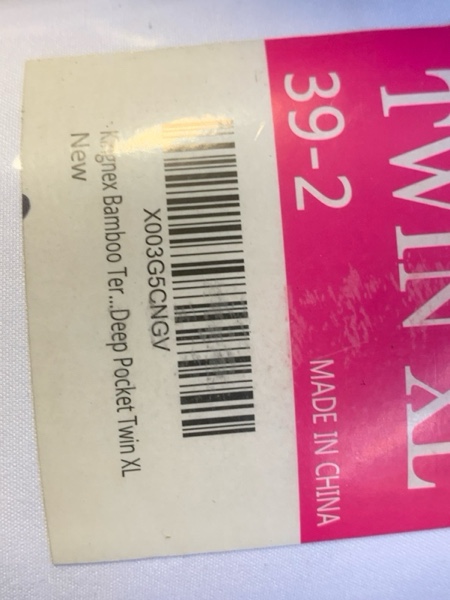 TWIN XL
39-2
MADE IN CHINA
X003G5CNGV
Bamboo Ter...Deep Pocket Twin XL
New